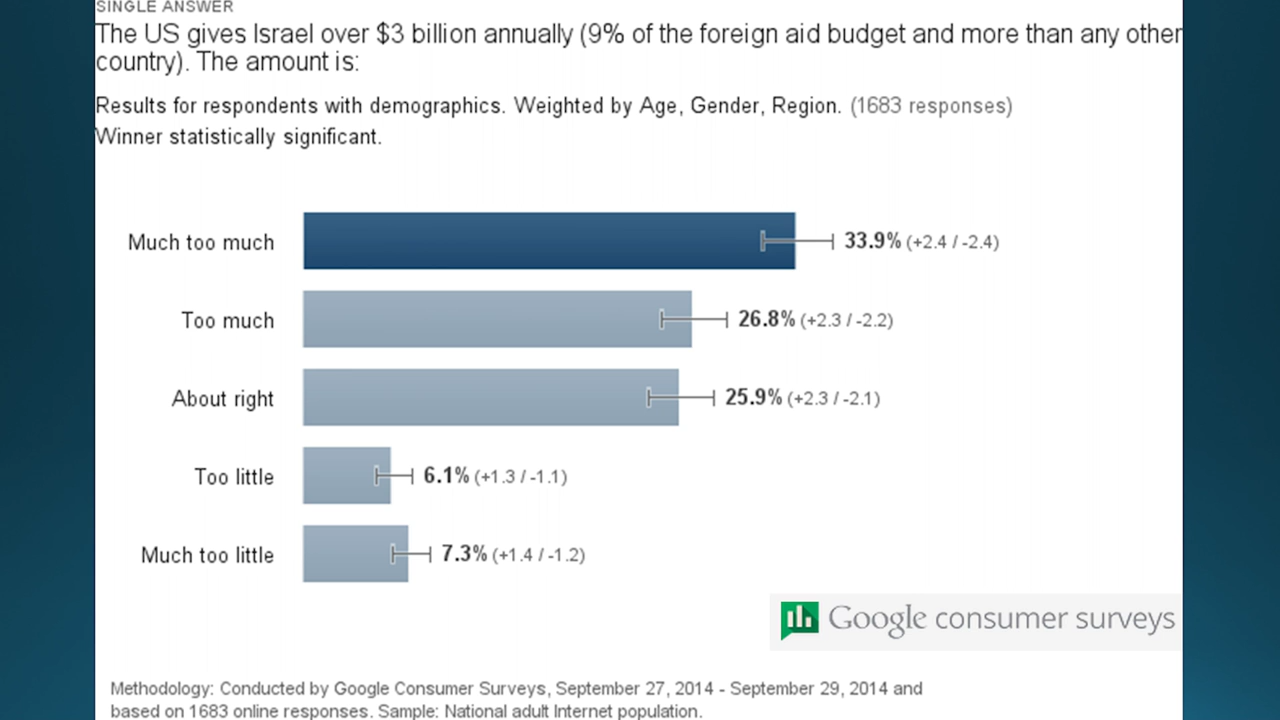 SINGLE ANSWER
The US gives Israel over $3 billion annually (9% of the foreign aid budget and more than any other
country). The amount is:
Results for respondents with demographics. Weighted by Age, Gender, Region. (1683 responses)
Winner statistically significant.
Much too much 33.9% (+2.4 / -2.4)
Too much 26.8% (+2.3 / -2.2)
About right 25.9% (+2.3 / -2.1)
Too little 6.1% (+1.3 / -1.1)
Much too little 7.3% (+1.4 / -1.2)
Google consumer surveys
Methodology: Conducted by Google Consumer Surveys, September 27, 2014 - September 29, 2014 and
based on 1683 online responses. Sample: National adult Internet population.